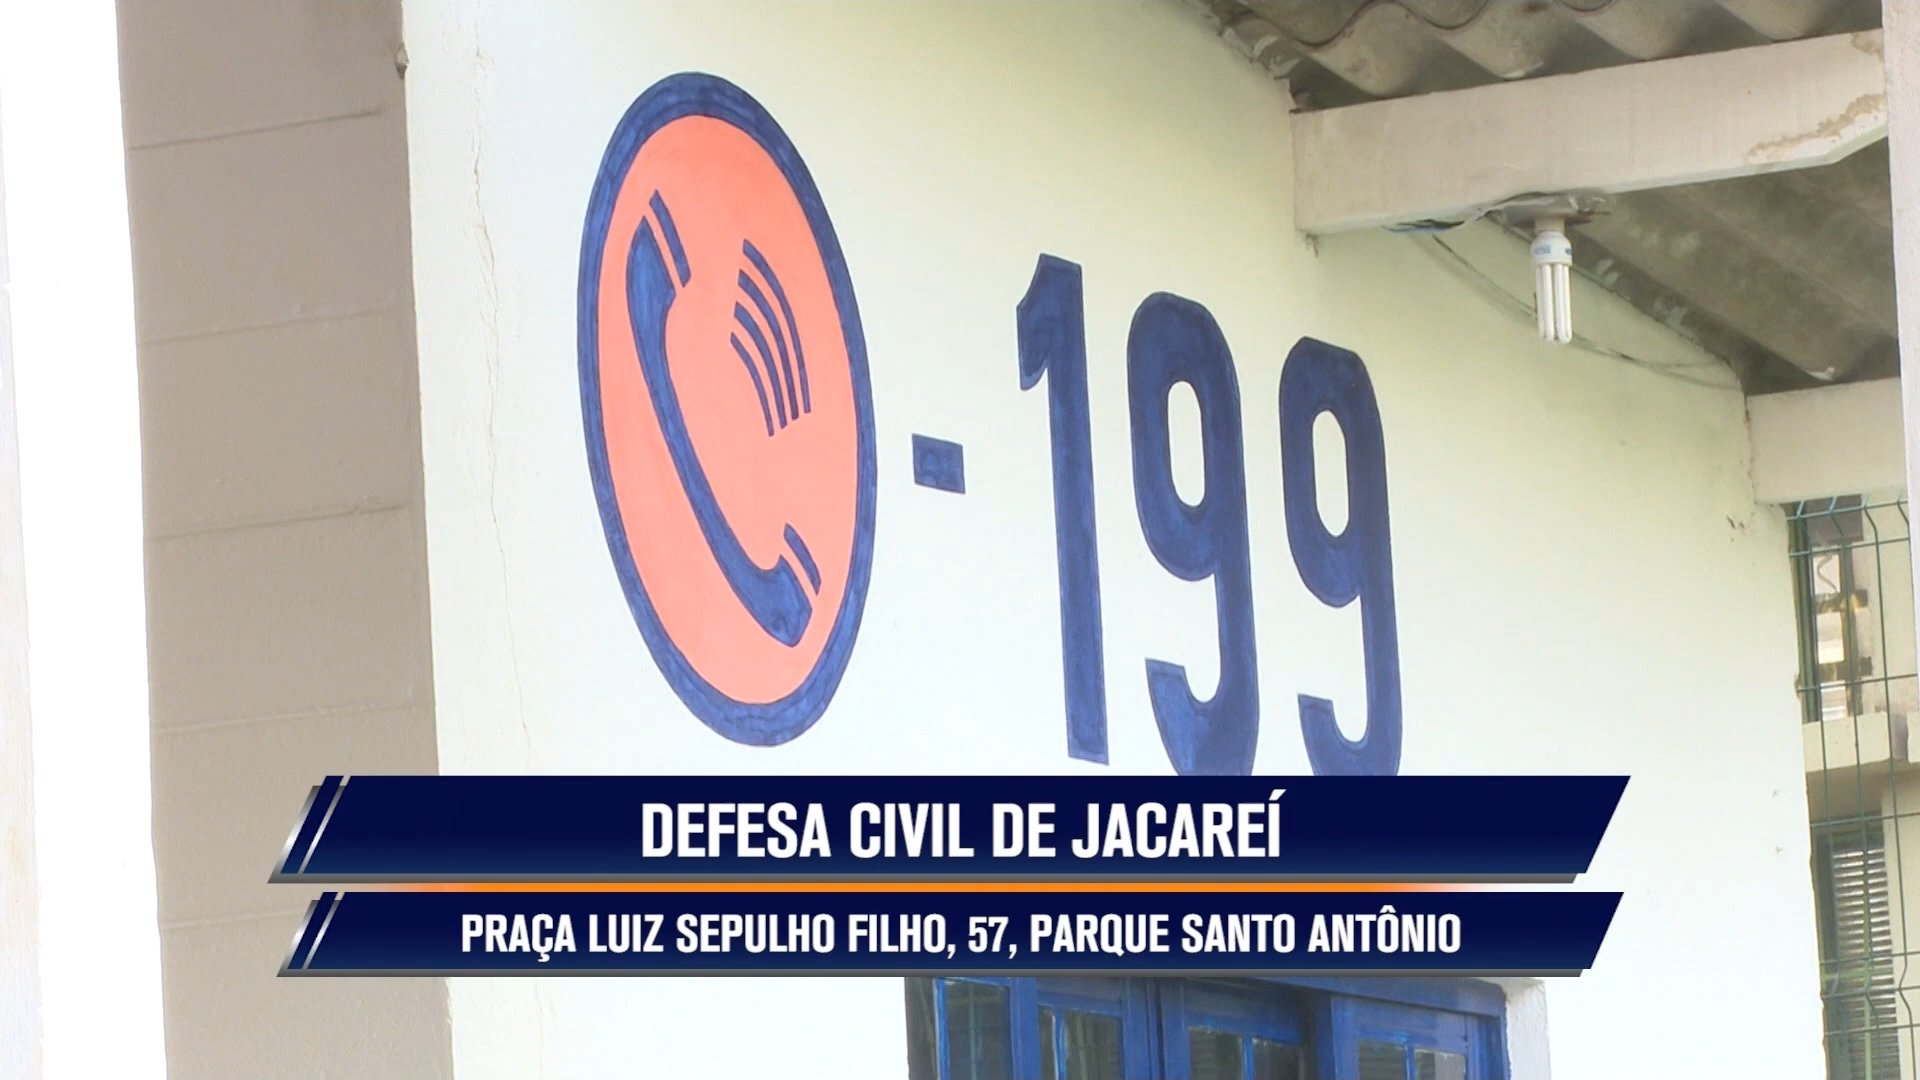 - 199
DEFESA CIVIL DE JACAREÍ
PRAÇA LUIZ SEPULHO FILHO, 57, PARQUE SANTO ANTÔNIO